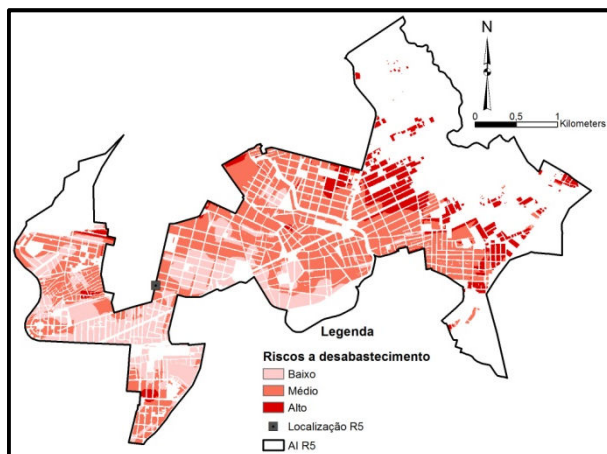 N
0 0,5 1
Kilometers
Legenda
Riscos a desabastecimento
Baixo
Médio
Alto
Localização R5
AI R5